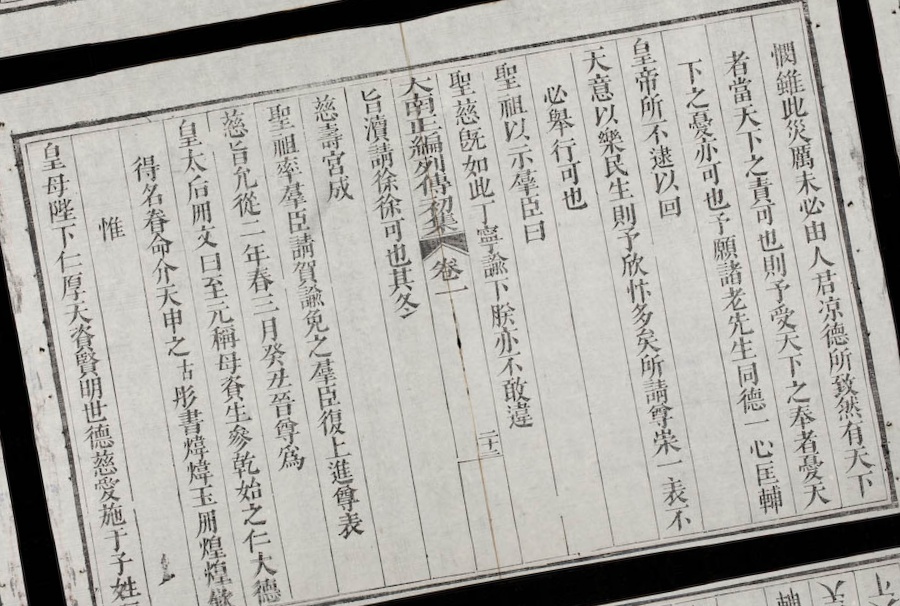 憫雖此災厲未必由人君凉德所致然有天下
者當天下之責可也則予受天下之奉者憂天
下之憂亦可也予願諸老先生同德一心匡輔
皇帝所不逮以囘
天意以樂民生則予欣忭多矣所請尊崇一表不
必舉行可也
聖祖以示羣臣曰
聖慈旣如此丁寧諭下朕亦不敢違
大南正編列傳初集 卷一
旨瀆請徐徐可也其冬
慈壽宮成
聖祖率羣臣請賀諭免之羣臣復上進尊表
慈旨允從二年春三月癸丑晉尊爲
皇太后冊文曰至元稱母資生參乾始之仁大德
得名眷命介天申之古彤書煒煒玉冊煌煌
惟
皇母陛下仁厚天資賢明世德慈愛施于子姓